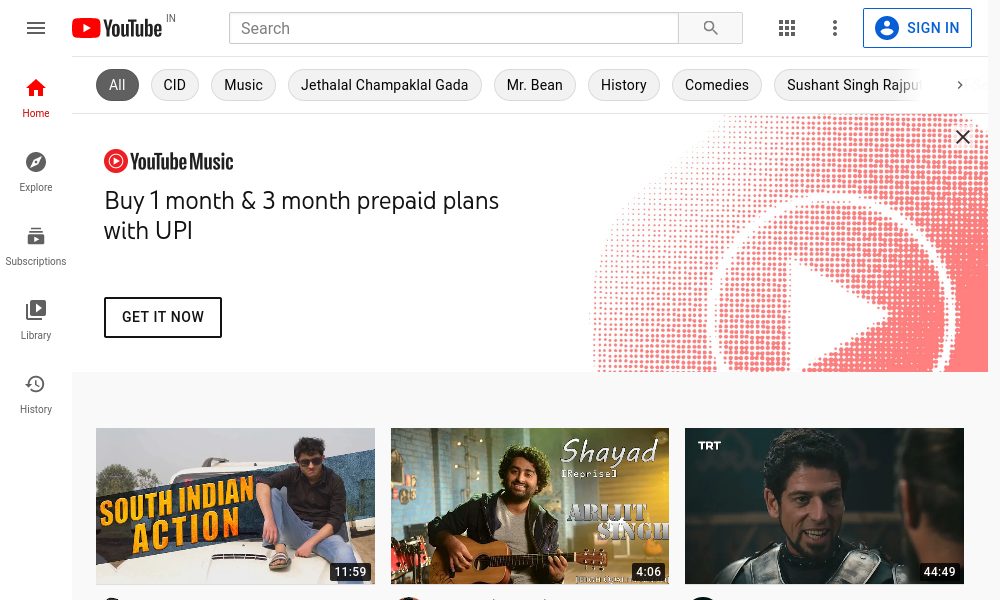 YouTube IN
Search
SIGN IN
All
CID
Music
Jethalal Champaklal Gada
Mr. Bean
History
Comedies
Sushant Singh Rajput
Home
Explore
Subscriptions
Library
History
YouTube Music
Buy 1 month & 3 month prepaid plans
with UPI
GET IT NOW
SOUTH INDIAN
ACTION
11:59
Shayad
[Reprise]
ARIJIT
SINGH
4:06
TRT
44:49